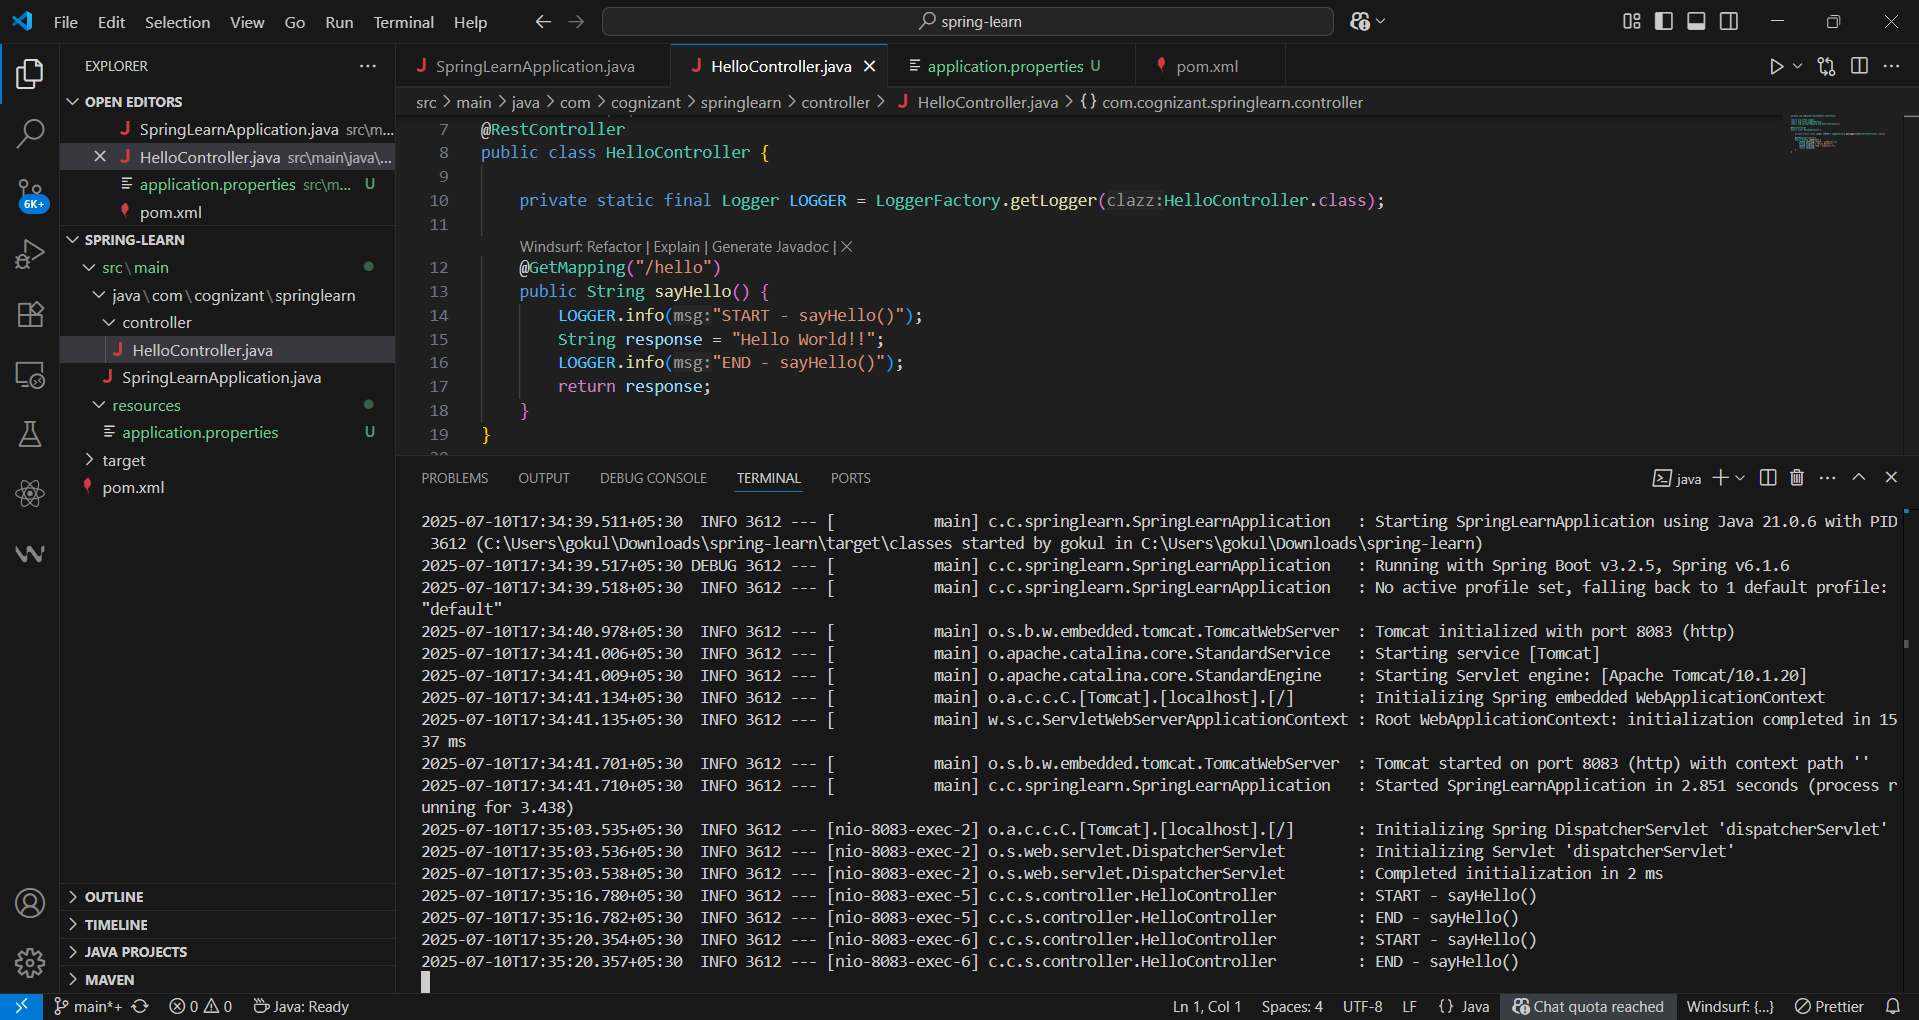 File Edit Selection View Go Run Terminal Help
spring-learn
EXPLORER
OPEN EDITORS
SpringLearnApplication.java src\m...
HelloController.java src\main\java\...
application.properties src\m... U
pom.xml
6K+
SPRING-LEARN
src\main
java\com\cognizant\springlearn
controller
HelloController.java
SpringLearnApplication.java
resources
application.properties U
target
pom.xml
OUTLINE
TIMELINE
JAVA PROJECTS
MAVEN
SpringLearnApplication.java HelloController.java application.properties U pom.xml
src > main > java > com > cognizant > springlearn > controller > HelloController.java > {} com.cognizant.springlearn.controller
7 @RestController
8 public class HelloController {
9
10 private static final Logger LOGGER = LoggerFactory.getLogger(clazz:HelloController.class);
11
Windsurf: Refactor | Explain | Generate Javadoc | X
12 @GetMapping("/hello")
13 public String sayHello() {
14 LOGGER.info(msg:"START - sayHello()");
15 String response = "Hello World!!";
16 LOGGER.info(msg:"END - sayHello()");
17 return response;
18 }
19 }
PROBLEMS OUTPUT DEBUG CONSOLE TERMINAL PORTS
java
2025-07-10T17:34:39.511+05:30  INFO 3612 --- [           main] c.c.springlearn.SpringLearnApplication   : Starting SpringLearnApplication using Java 21.0.6 with PID
3612 (C:\Users\gokul\Downloads\spring-learn\target\classes started by gokul in C:\Users\gokul\Downloads\spring-learn)
2025-07-10T17:34:39.517+05:30 DEBUG 3612 --- [           main] c.c.springlearn.SpringLearnApplication   : Running with Spring Boot v3.2.5, Spring v6.1.6
2025-07-10T17:34:39.518+05:30  INFO 3612 --- [           main] c.c.springlearn.SpringLearnApplication   : No active profile set, falling back to 1 default profile:
"default"
2025-07-10T17:34:40.978+05:30  INFO 3612 --- [           main] o.s.b.w.embedded.tomcat.TomcatWebServer  : Tomcat initialized with port 8083 (http)
2025-07-10T17:34:41.006+05:30  INFO 3612 --- [           main] o.apache.catalina.core.StandardService   : Starting service [Tomcat]
2025-07-10T17:34:41.009+05:30  INFO 3612 --- [           main] o.apache.catalina.core.StandardEngine    : Starting Servlet engine: [Apache Tomcat/10.1.20]
2025-07-10T17:34:41.134+05:30  INFO 3612 --- [           main] o.a.c.c.C.[Tomcat].[localhost].[/]       : Initializing Spring embedded WebApplicationContext
2025-07-10T17:34:41.135+05:30  INFO 3612 --- [           main] w.s.c.ServletWebServerApplicationContext : Root WebApplicationContext: initialization completed in 15
37 ms
2025-07-10T17:34:41.701+05:30  INFO 3612 --- [           main] o.s.b.w.embedded.tomcat.TomcatWebServer  : Tomcat started on port 8083 (http) with context path ''
2025-07-10T17:34:41.710+05:30  INFO 3612 --- [           main] c.c.springlearn.SpringLearnApplication   : Started SpringLearnApplication in 2.851 seconds (process r
unning for 3.438)
2025-07-10T17:35:03.535+05:30  INFO 3612 --- [nio-8083-exec-2] o.a.c.c.C.[Tomcat].[localhost].[/]       : Initializing Spring DispatcherServlet 'dispatcherServlet'
2025-07-10T17:35:03.536+05:30  INFO 3612 --- [nio-8083-exec-2] o.s.web.servlet.DispatcherServlet        : Initializing Servlet 'dispatcherServlet'
2025-07-10T17:35:03.538+05:30  INFO 3612 --- [nio-8083-exec-2] o.s.web.servlet.DispatcherServlet        : Completed initialization in 2 ms
2025-07-10T17:35:16.780+05:30  INFO 3612 --- [nio-8083-exec-5] c.c.s.controller.HelloController         : START - sayHello()
2025-07-10T17:35:16.782+05:30  INFO 3612 --- [nio-8083-exec-5] c.c.s.controller.HelloController         : END - sayHello()
2025-07-10T17:35:20.354+05:30  INFO 3612 --- [nio-8083-exec-6] c.c.s.controller.HelloController         : START - sayHello()
2025-07-10T17:35:20.357+05:30  INFO 3612 --- [nio-8083-exec-6] c.c.s.controller.HelloController         : END - sayHello()
main*+ 0 0 Java: Ready Ln 1, Col 1 Spaces: 4 UTF-8 LF {} Java Chat quota reached Windsurf: {...} Prettier